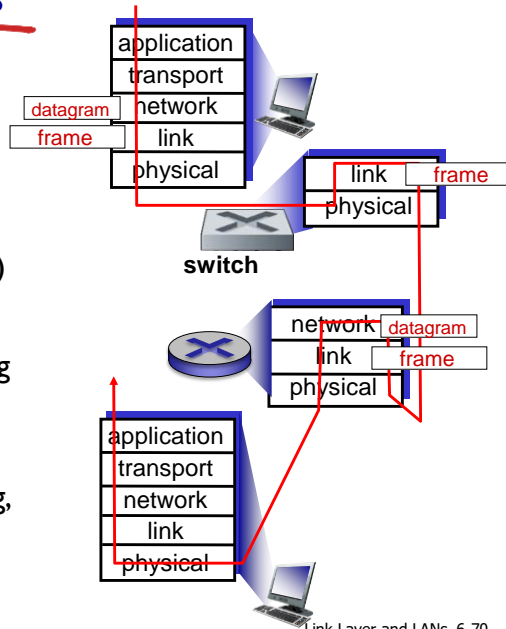 application
transport
datagram network
frame link
physical
link frame
physical
switch
)
network datagram
link frame
g
physical
application
transport
network
g,
link
physical
Link Layer and LANs 6-70